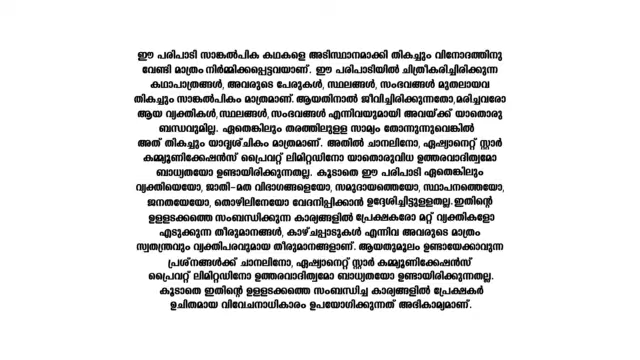 ഈ പരിപാടി സാങ്കൽപിക കഥകളെ അടിസ്ഥാനമാക്കി തികച്ചും വിനോദത്തിനു
വേണ്ടി മാത്രം നിർമ്മിക്കപ്പെട്ടവയാണ്. ഈ പരിപാടിയിൽ ചിത്രീകരിച്ചിരിക്കുന്ന
കഥാപാത്രങ്ങൾ, അവരുടെ പേരുകൾ, സ്ഥലങ്ങൾ, സംഭവങ്ങൾ മുതലായവ
തികച്ചും സാങ്കൽപികം മാത്രമാണ്. ആയതിനാൽ ജീവിച്ചിരിക്കുന്നതോ,മരിച്ചവരോ
ആയ വ്യക്തികൾ,സ്ഥലങ്ങൾ,സംഭവങ്ങൾ എന്നിവയുമായി അവയ്ക്ക് യാതൊരു
ബന്ധവുമില്ല. ഏതെങ്കിലും തരത്തിലുളള സാമ്യം തോന്നുന്നുവെങ്കിൽ
അത് തികച്ചും യാദൃശ്ചികം മാത്രമാണ്. അതിൽ ചാനലിനോ, ഏഷ്യാനെറ്റ് സ്റ്റാർ
കമ്മ്യൂണിക്കേഷൻസ് പ്രൈവറ്റ് ലിമിറ്റഡിനോ യാതൊരുവിധ ഉത്തരവാദിത്വമോ
ബാധ്യതയോ ഉണ്ടായിരിക്കുന്നതല്ല. കൂടാതെ ഈ പരിപാടി ഏതെങ്കിലും
വ്യക്തിയെയോ, ജാതി-മത വിഭാഗങ്ങളെയോ, സമുദായത്തെയോ, സ്ഥാപനത്തെയോ,
ജനതയേയോ, തൊഴിലിനേയോ വേദനിപ്പിക്കാൻ ഉദ്ദേശിച്ചിട്ടുളളതല്ല.ഇതിന്റെ
ഉളളടക്കത്തെ സംബന്ധിക്കുന്ന കാര്യങ്ങളിൽ പ്രേക്ഷകരോ മറ്റ് വ്യക്തികളോ
എടുക്കുന്ന തീരുമാനങ്ങൾ, കാഴ്ചപ്പാടുകൾ എന്നിവ അവരുടെ മാത്രം
സ്വതന്ത്രവും വ്യക്തിപരവുമായ തീരുമാനങ്ങളാണ്. ആയതുമൂലം ഉണ്ടായേക്കാവുന്ന
പ്രശ്നങ്ങൾക്ക് ചാനലിനോ, ഏഷ്യാനെറ്റ് സ്റ്റാർ കമ്മ്യൂണിക്കേഷൻസ്
പ്രൈവറ്റ് ലിമിറ്റഡിനോ ഉത്തരവാദിത്വമോ ബാധ്യതയോ ഉണ്ടായിരിക്കുന്നതല്ല.
കൂടാതെ ഇതിന്റെ ഉളളടക്കത്തെ സംബന്ധിച്ച കാര്യങ്ങളിൽ പ്രേക്ഷകർ
ഉചിതമായ വിവേചനാധികാരം ഉപയോഗിക്കുന്നത് അഭികാമ്യമാണ്.